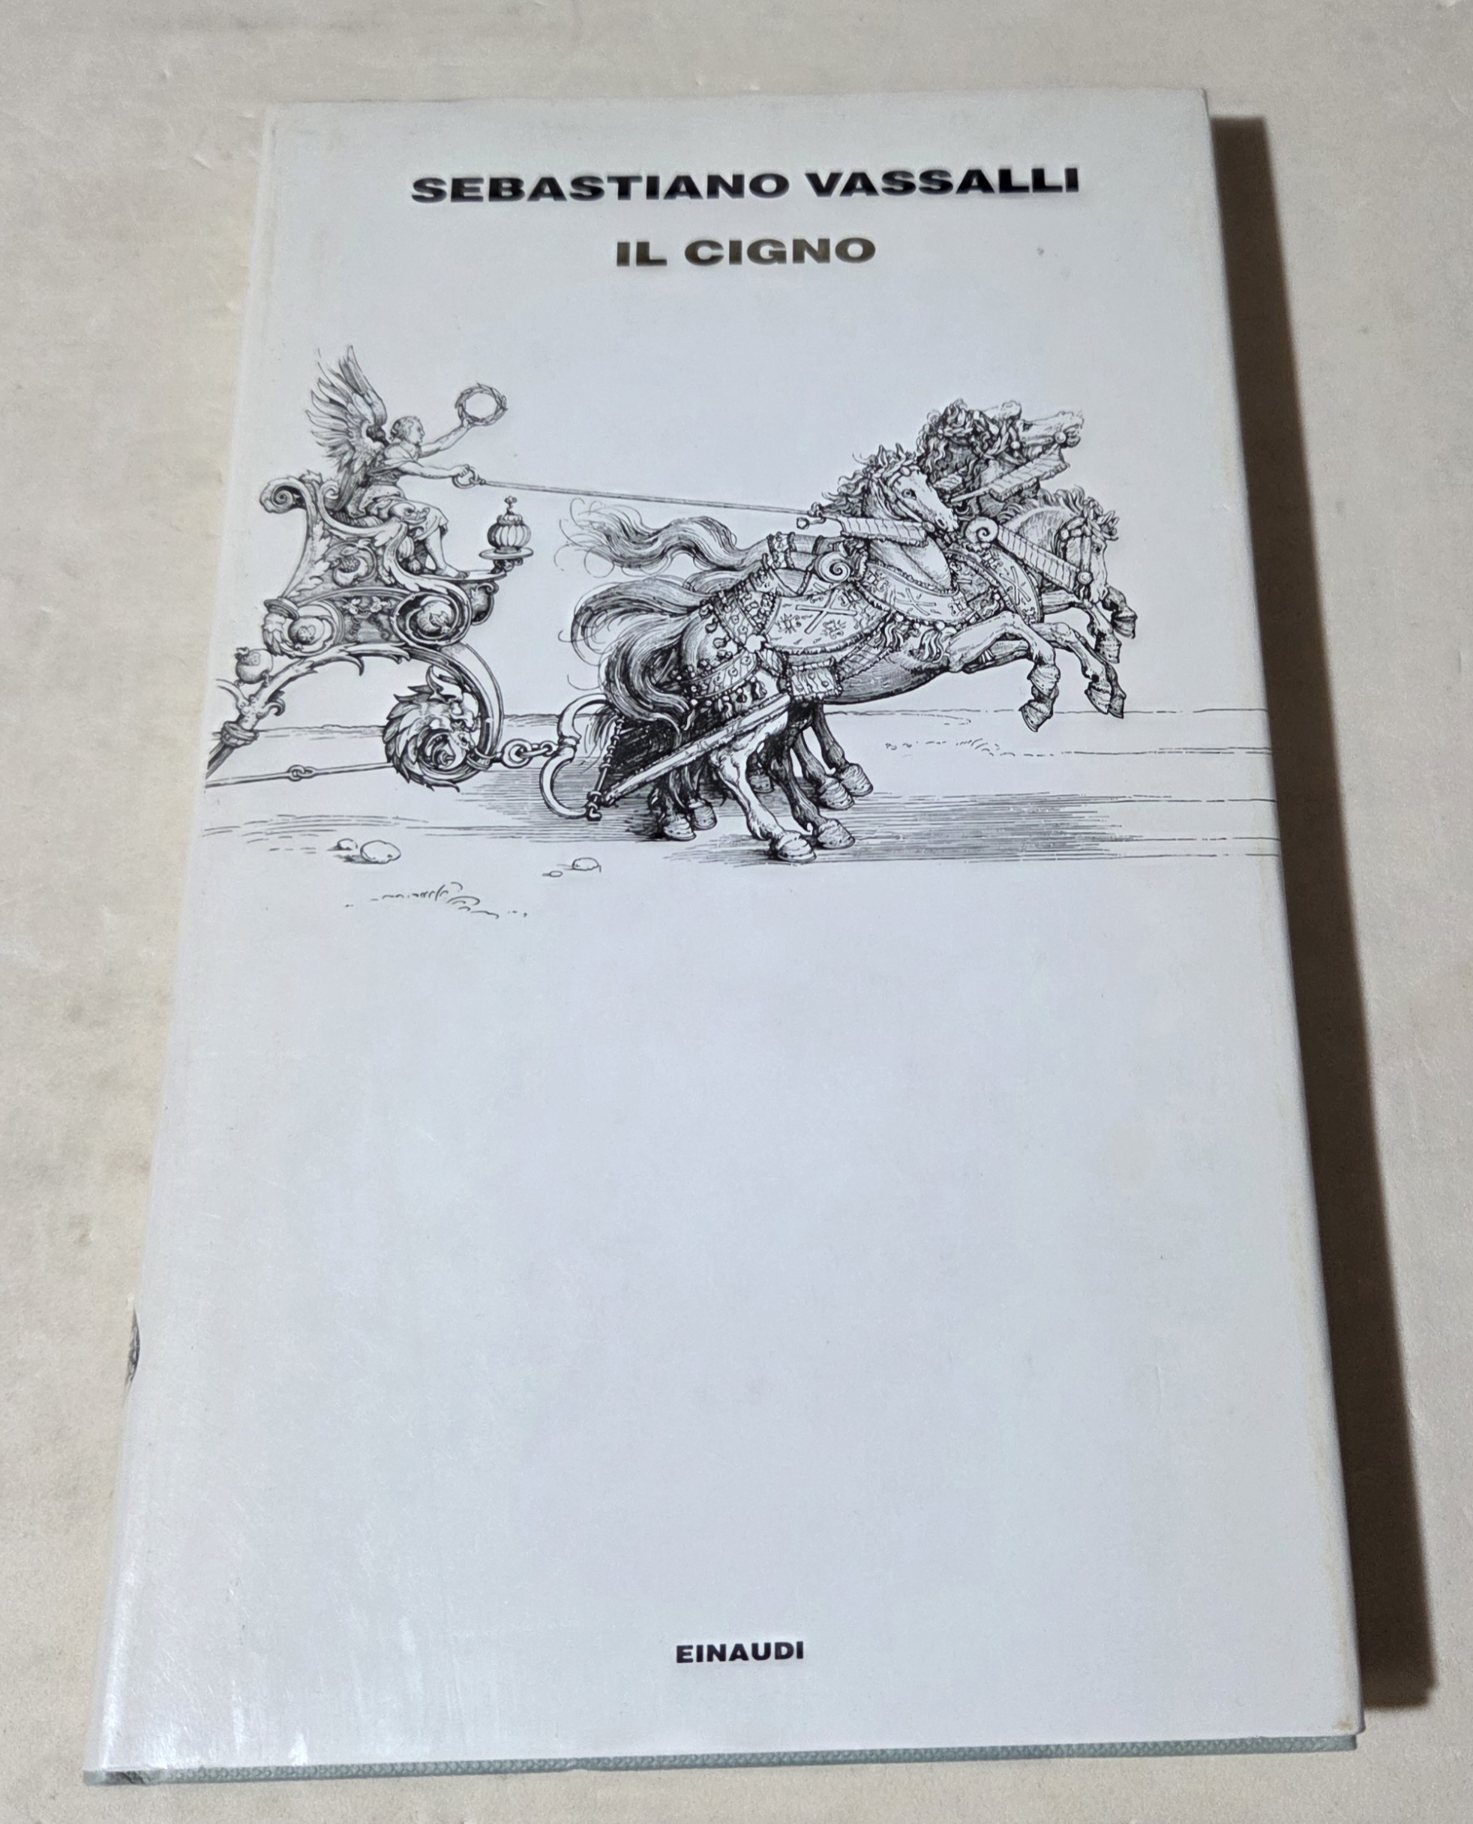 SEBASTIANO VASSALLI
IL CIGNO
EINAUDI